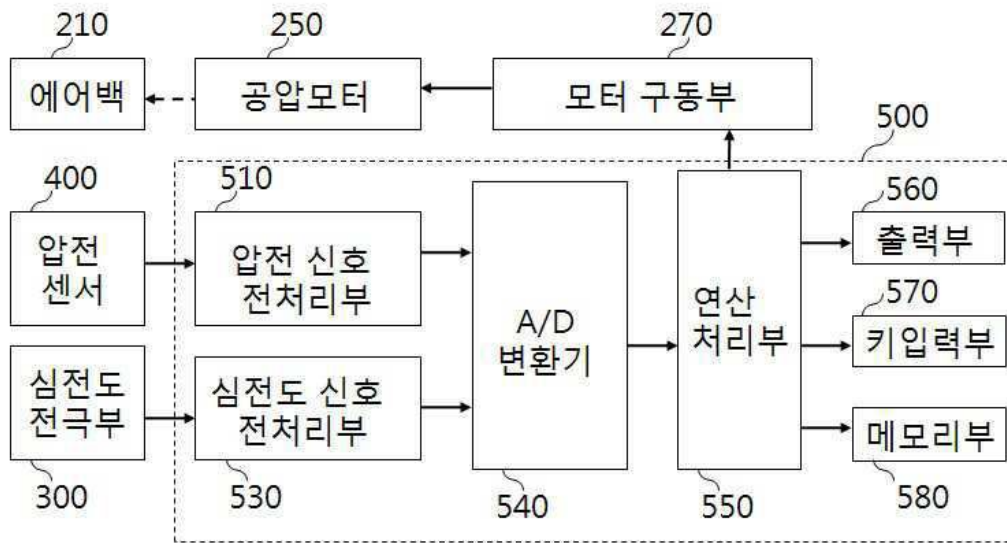 210
250
270
에어백
공압모터
모터 구동부
500
400
510
560
압전
센서
압전 신호
전처리부
A/D
변환기
연산
처리부
출력부
570
키입력부
심전도
전극부
심전도 신호
전처리부
메모리부
300
530
540
550
580